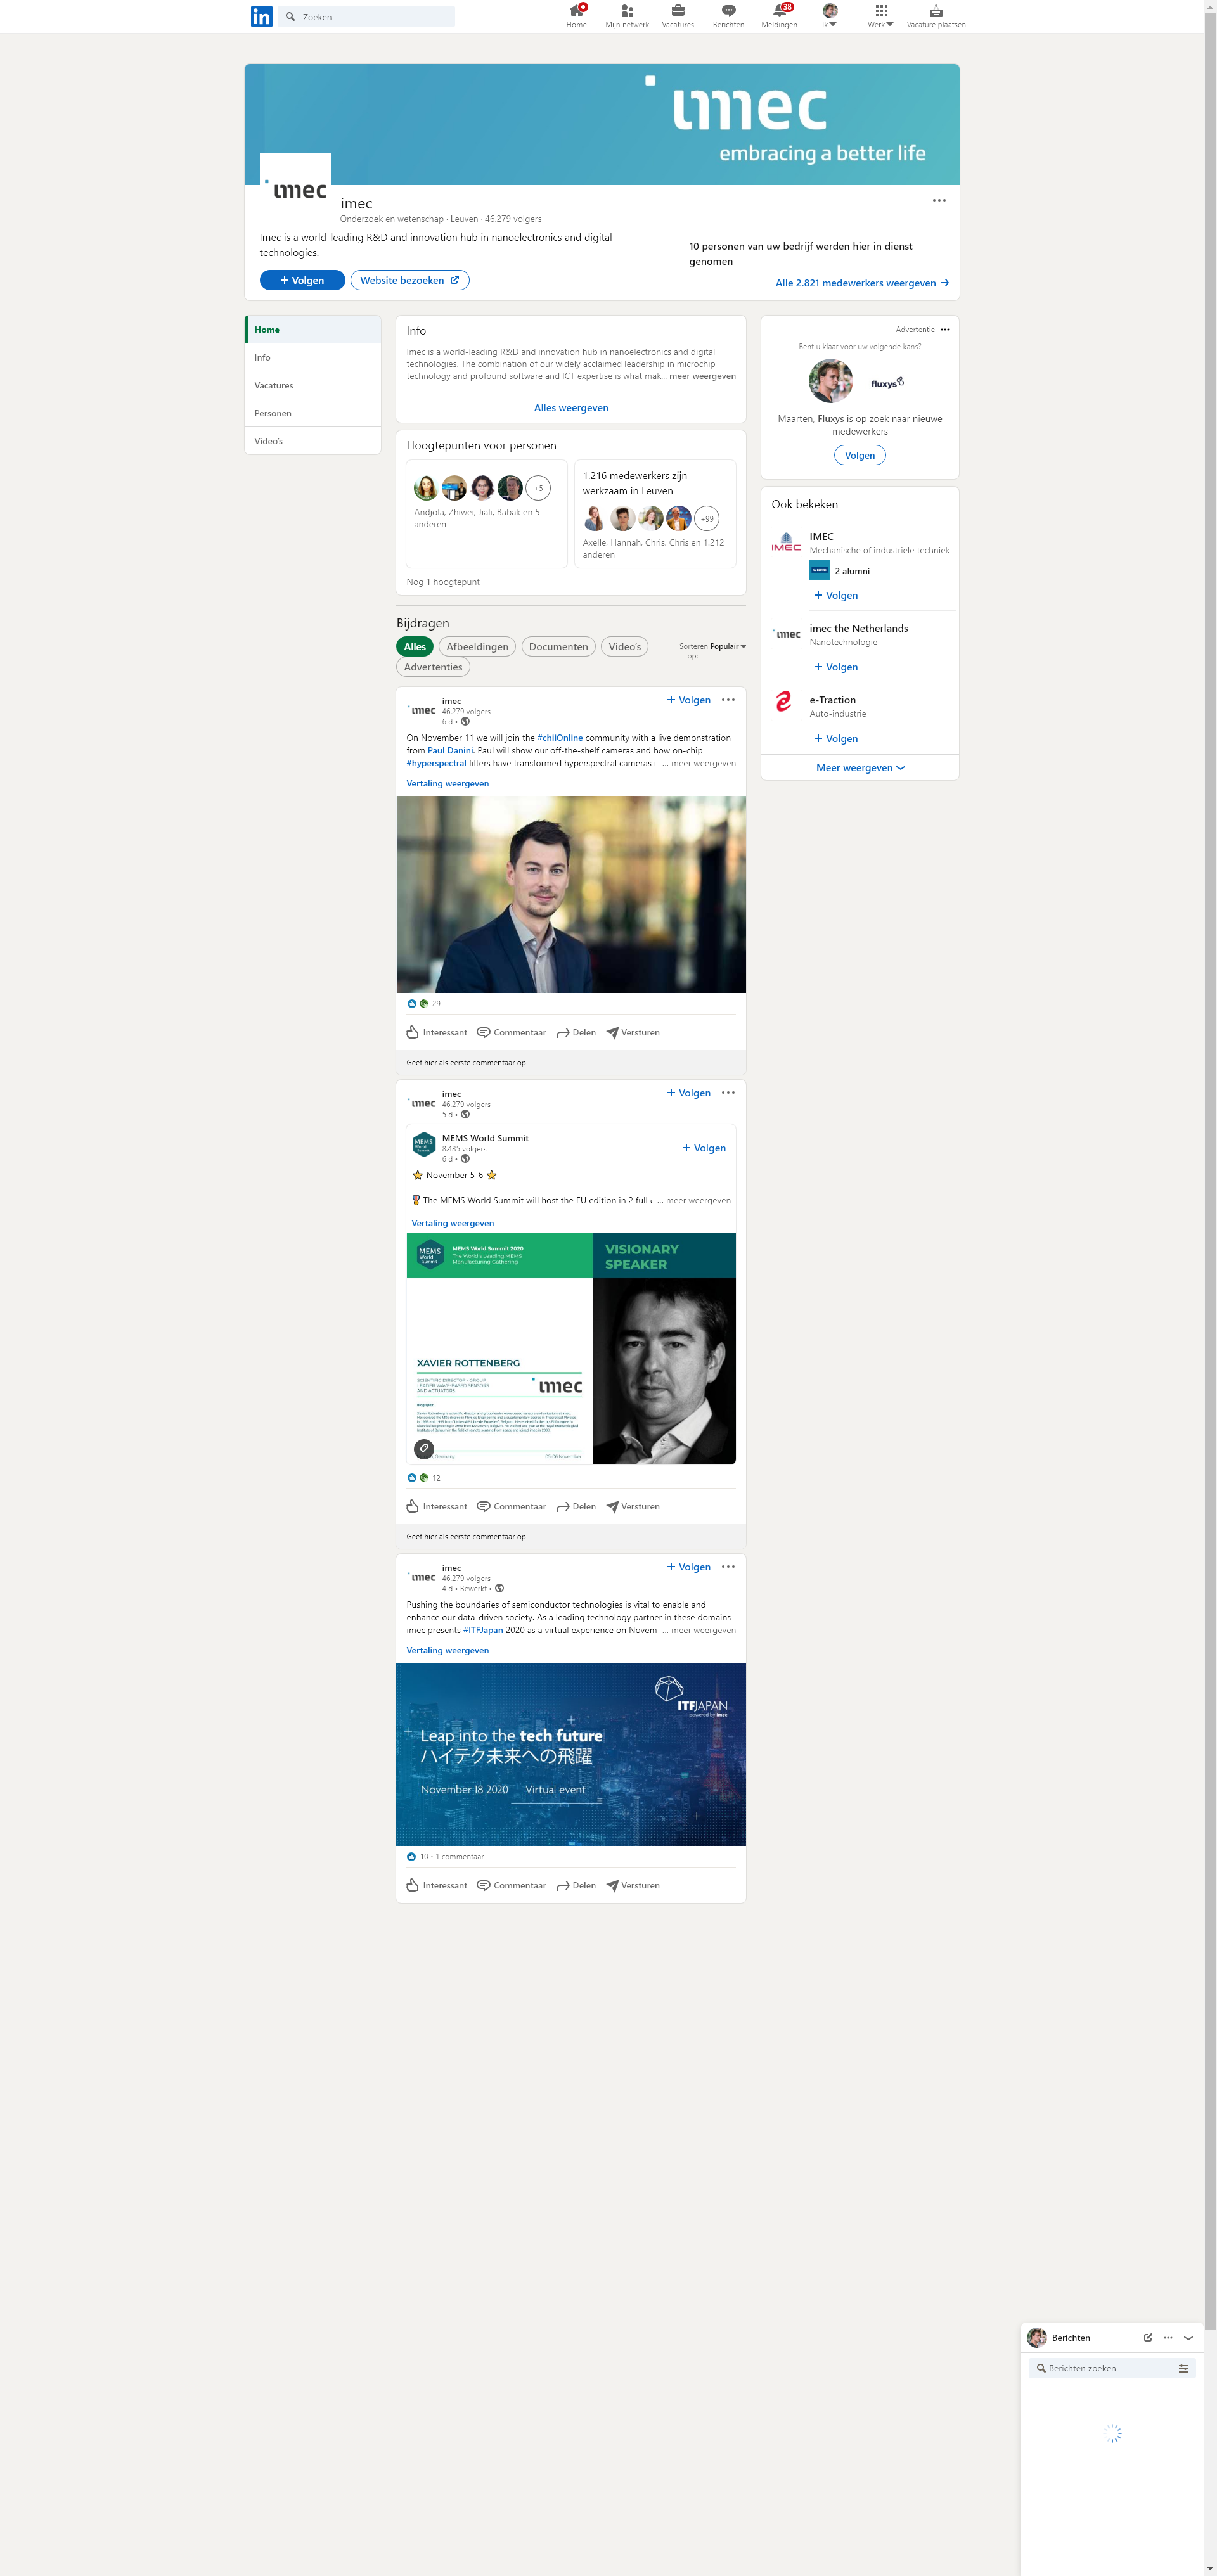 in
Zoeken
Home
Mijn netwerk
Vacatures
Berichten
38
Meldingen
Ik
Werk
Vacature plaatsen
imec
embracing a better life
imec
imec
Onderzoek en wetenschap · Leuven · 46.279 volgers
Imec is a world-leading R&D and innovation hub in nanoelectronics and digital
technologies.
10 personen van uw bedrijf werden hier in dienst
genomen
+ Volgen
Website bezoeken
Alle 2.821 medewerkers weergeven →
Home
Info
Vacatures
Personen
Video's
Info
Imec is a world-leading R&D and innovation hub in nanoelectronics and digital
technologies. The combination of our widely acclaimed leadership in microchip
technology and profound software and ICT expertise is what mak... meer weergeven
Alles weergeven
Hoogtepunten voor personen
+5
Andjola, Zhiwei, Jiali, Babak en 5
anderen
1.216 medewerkers zijn
werkzaam in Leuven
+99
Axelle, Hannah, Chris, Chris en 1.212
anderen
Nog 1 hoogtepunt
Advertentie
Bent u klaar voor uw volgende kans?
fluxys
Maarten, Fluxys is op zoek naar nieuwe
medewerkers
Volgen
Ook bekeken
IMEC
IMEC
Mechanische of industriële techniek
2 alumni
+ Volgen
imec
imec the Netherlands
Nanotechnologie
+ Volgen
e-Traction
Auto-industrie
+ Volgen
Meer weergeven
Bijdragen
Alles
Afbeeldingen
Documenten
Video's
Advertenties
Sorteren op: Populair
imec
imec
46.279 volgers
6 d •
+ Volgen
On November 11 we will join the #chiiOnline community with a live demonstration
from Paul Danini. Paul will show our off-the-shelf cameras and how on-chip
#hyperspectral filters have transformed hyperspectral cameras i ... meer weergeven
Vertaling weergeven
29
Interessant
Commentaar
Delen
Versturen
Geef hier als eerste commentaar op
imec
imec
46.279 volgers
5 d •
+ Volgen
MEMS World Summit
MEMS World Summit
8.485 volgers
6 d •
+ Volgen
November 5-6
The MEMS World Summit will host the EU edition in 2 full ... meer weergeven
Vertaling weergeven
MEMS World Summit
MEMS World Summit 2020
The World's Leading MEMS
Manufacturing Gathering
VISIONARY
SPEAKER
XAVIER ROTTENBERG
SCIENTIFIC DIRECTOR - GROUP
LEADER WAVE-BASED SENSORS
AND ACTUATORS
imec
Biography
Germany
05-06 November
12
Interessant
Commentaar
Delen
Versturen
Geef hier als eerste commentaar op
imec
imec
46.279 volgers
4 d • Bewerkt •
+ Volgen
Pushing the boundaries of semiconductor technologies is vital to enable and
enhance our data-driven society. As a leading technology partner in these domains
imec presents #ITFJapan 2020 as a virtual experience on Novem ... meer weergeven
Vertaling weergeven
ITFJAPAN
powered by imec
Leap into the tech future
ハイテク未来への飛躍
November 18 2020
Virtual event
10 · 1 commentaar
Interessant
Commentaar
Delen
Versturen
Berichten
Berichten zoeken